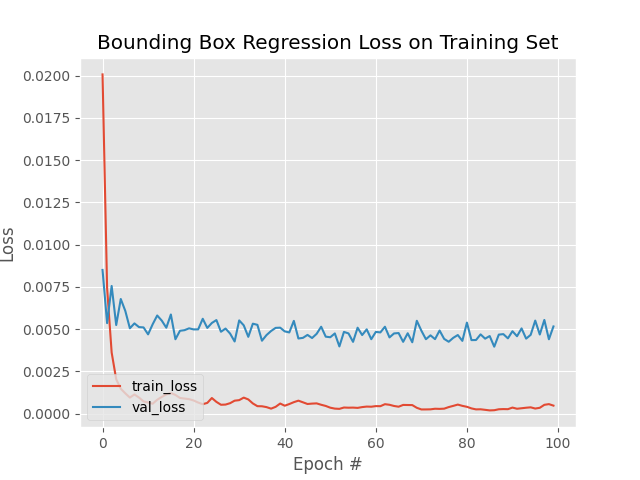 Bounding Box Regression Loss on Training Set
0.0200
0.0175
0.0150
0.0125
0.0100
0.0075
0.0050
0.0025
0.0000
Loss
train_loss
val_loss
0 20 40 60 80 100
Epoch #